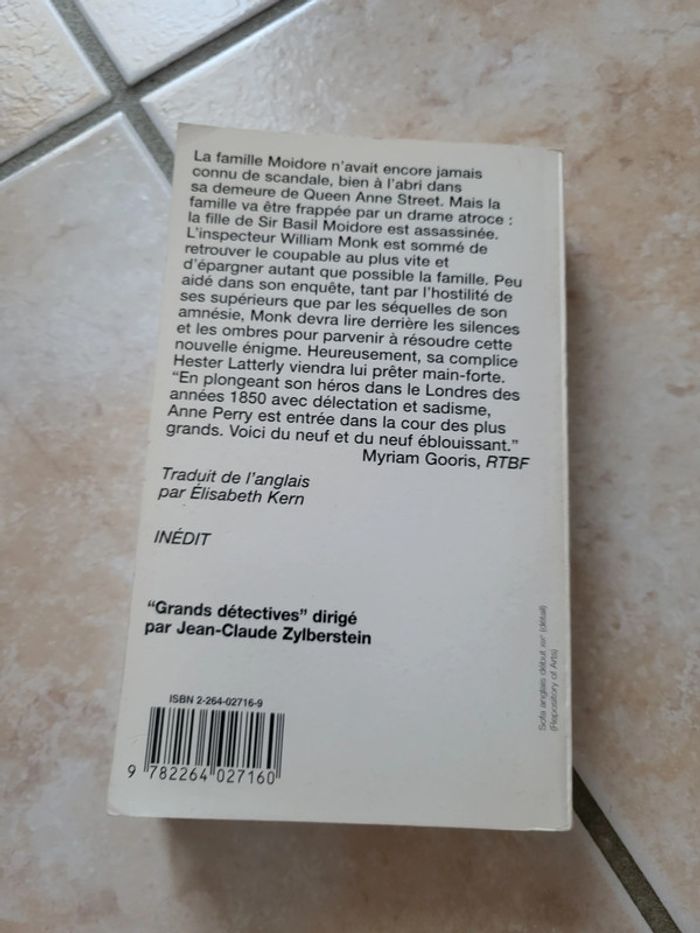 La famille Moidore n'avait encore jamais
connu de scandale, bien à l'abri dans
sa demeure de Queen Anne Street. Mais la
famille va être frappée par un drame atroce :
la fille de Sir Basil Moidore est assassinée.
L'inspecteur William Monk est sommé de
retrouver le coupable au plus vite et
d'épargner autant que possible la famille. Peu
aidé dans son enquête, tant par l'hostilité de
ses supérieurs que par les séquelles de son
amnésie, Monk devra lire derrière les silences
et les ombres pour parvenir à résoudre cette
nouvelle énigme. Heureusement, sa complice
Hester Latterly viendra lui prêter main-forte.
“En plongeant son héros dans le Londres des
années 1850 avec délectation et sadisme,
Anne Perry est entrée dans la cour des plus
grands. Voici du neuf et du neuf éblouissant.”
Myriam Gooris, RTBF
Traduit de l'anglais
par Élisabeth Kern
INÉDIT
“Grands détectives” dirigé
par Jean-Claude Zylberstein
ISBN 2-264-02716-9
9 782264 027160
Sofa anglais début (détail)
(Repository of Arts)